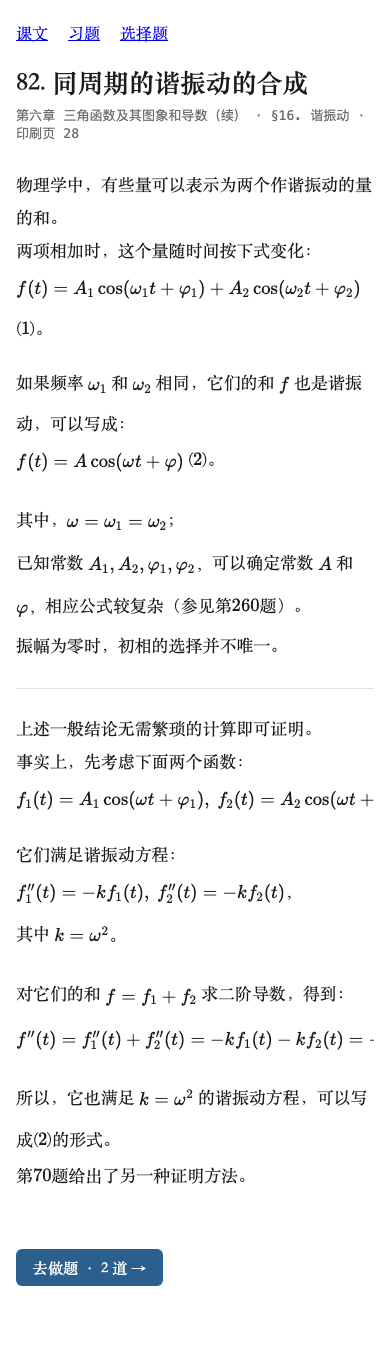 课文 习题 选择题
82. 同周期的谐振动的合成
第六章 三角函数及其图象和导数（续） · §16. 谐振动 ·
印刷页 28
物理学中，有些量可以表示为两个作谐振动的量
的和。
两项相加时，这个量随时间按下式变化：
f(t) = A₁ cos(ω₁t + φ₁) + A₂ cos(ω₂t + φ₂)
(1)。
如果频率 ω₁ 和 ω₂ 相同，它们的和 f 也是谐振
动，可以写成：
f(t) = A cos(ωt + φ) (2)。
其中，ω = ω₁ = ω₂；
已知常数 A₁, A₂, φ₁, φ₂，可以确定常数 A 和
φ，相应公式较复杂（参见第260题）。
振幅为零时，初相的选择并不唯一。
上述一般结论无需繁琐的计算即可证明。
事实上，先考虑下面两个函数：
f₁(t) = A₁ cos(ωt + φ₁), f₂(t) = A₂ cos(ωt +
它们满足谐振动方程：
f₁″(t) = −kf₁(t), f₂″(t) = −kf₂(t)，
其中 k = ω²。
对它们的和 f = f₁ + f₂ 求二阶导数，得到：
f″(t) = f₁″(t) + f₂″(t) = −kf₁(t) − kf₂(t) = −
所以，它也满足 k = ω² 的谐振动方程，可以写
成(2)的形式。
第70题给出了另一种证明方法。
去做题 · 2 道 →